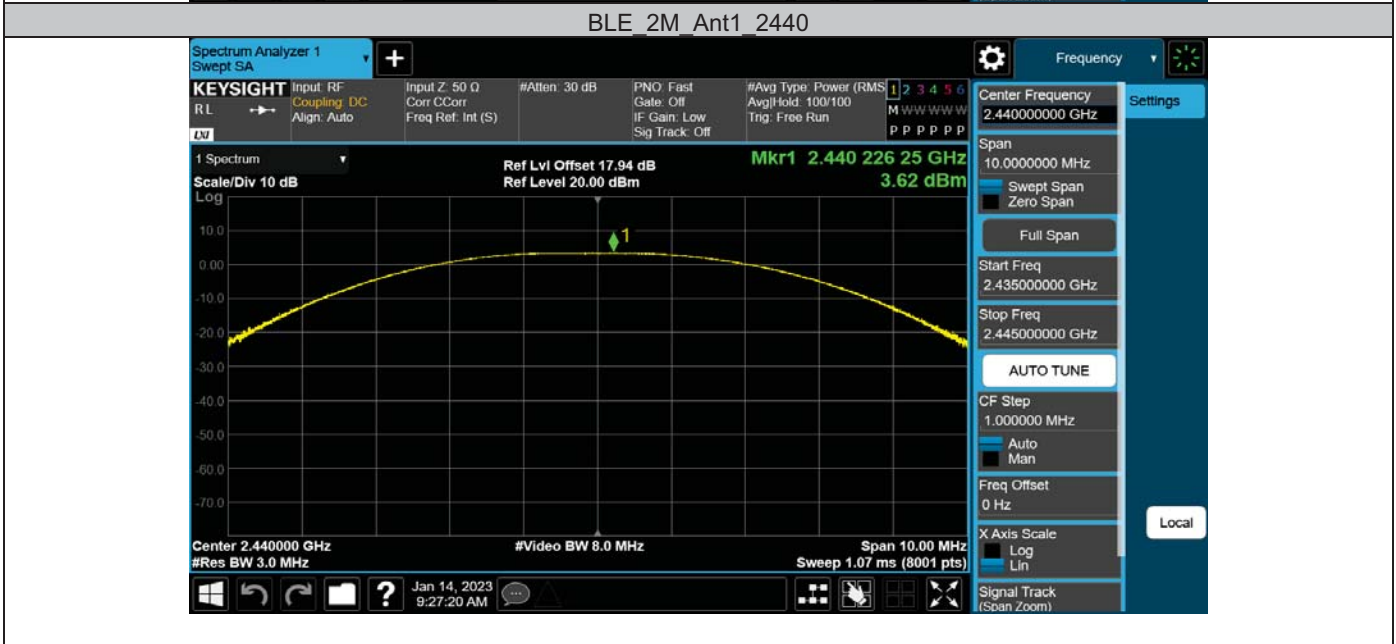 BLE_2M_Ant1_2440
Spectrum Analyzer 1
Swept SA
+
Frequency
KEYSIGHT
RL
LXI
Input: RF
Coupling: DC
Align: Auto
Input Z: 50 Ω
Corr CCorr
Freq Ref: Int (S)
#Atten: 30 dB
PNO: Fast
Gate: Off
IF Gain: Low
Sig Track: Off
#Avg Type: Power (RMS
Avg|Hold: 100/100
Trig: Free Run
1 2 3 4 5 6
M W W W W W
P P P P P P
1 Spectrum
Scale/Div 10 dB
Ref Lvl Offset 17.94 dB
Ref Level 20.00 dBm
Mkr1 2.440 226 25 GHz
3.62 dBm
Log
10.0
0.00
-10.0
-20.0
-30.0
-40.0
-50.0
-60.0
-70.0
1
Center 2.440000 GHz
#Res BW 3.0 MHz
#Video BW 8.0 MHz
Span 10.00 MHz
Sweep 1.07 ms (8001 pts)
?
Jan 14, 2023
9:27:20 AM
Center Frequency
2.440000000 GHz
Settings
Span
10.0000000 MHz
Swept Span
Zero Span
Full Span
Start Freq
2.435000000 GHz
Stop Freq
2.445000000 GHz
AUTO TUNE
CF Step
1.000000 MHz
Auto
Man
Freq Offset
0 Hz
X Axis Scale
Log
Lin
Local
Signal Track
(Span Zoom)